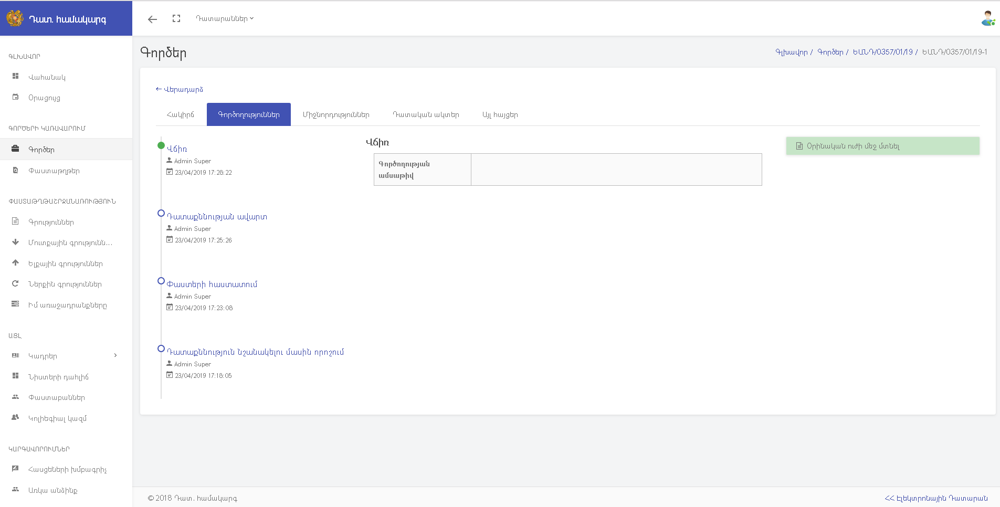 Դատ. համակարգ
Դատարաններ
ԳԼԽԱՎՈՐ
Վահանակ
Օրացույց
ԳՈՐԾԵՐԻ ԿԱՌԱՎԱՐՈՒՄ
Գործեր
Փաստաթղթեր
ՓԱՍՏԱԹՂԹԱՇՐՋԱՆԱՌՈՒԹՅՈՒՆ
Գրություններ
Մուտքային գրությունն...
Ելքային գրություններ
Ներքին գրություններ
Իմ առաջադրանքները
ԱՅԼ
Կադրեր
Նիստերի դահլիճ
Փաստաբաններ
Կոլիեգիալ կազմ
ԿԱՐԳԱՎՈՐՈՒՄՆԵՐ
Հասցեների խմբագրիչ
Առկա անձինք
Գործեր
Գլխավոր / Գործեր / ԵԱՆԴ/0357/01/19 / ԵԱՆԴ/0357/01/19-1
← Վերադարձ
Հակիրճ Գործողություններ Միջնորդություններ Դատական ակտեր Այլ հայցեր
Վճիռ
Admin Super
23/04/2019 17:28:22
Դատաքննության ավարտ
Admin Super
23/04/2019 17:25:26
Փաստերի հաստատում
Admin Super
23/04/2019 17:23:08
Դատաքննություն նշանակելու մասին որոշում
Admin Super
23/04/2019 17:18:05
Վճիռ
Գործողության
ամսաթիվ
Օրինական ուժի մեջ մտնել
© 2018 Դատ. համակարգ
<< Էլեկտրոնային Դատարան